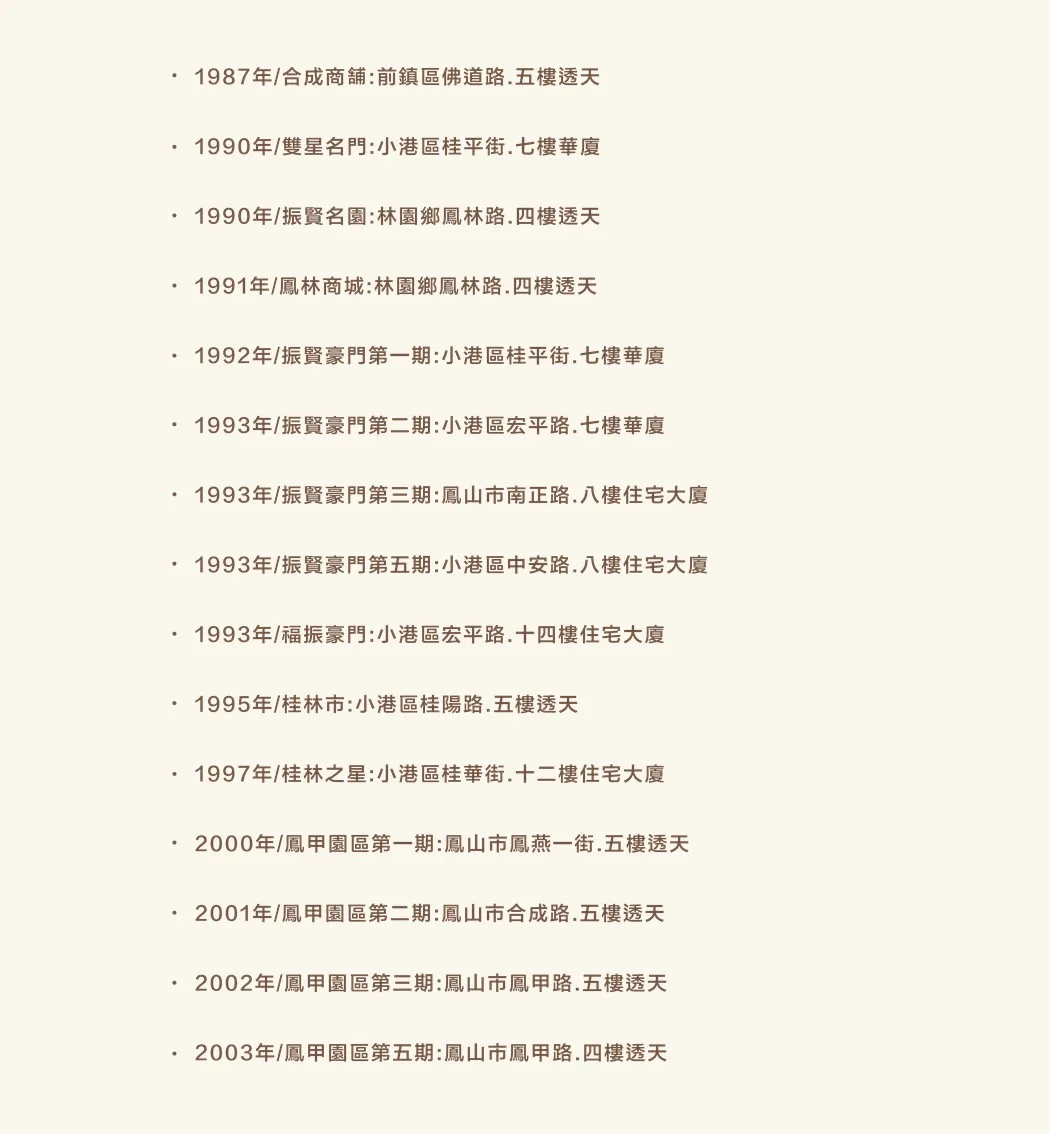 ・ 1987年/合成商舖:前鎮區佛道路.五樓透天
・ 1990年/雙星名門:小港區桂平街.七樓華廈
・ 1990年/振賢名園:林園鄉鳳林路.四樓透天
・ 1991年/鳳林商城:林園鄉鳳林路.四樓透天
・ 1992年/振賢豪門第一期:小港區桂平街.七樓華廈
・ 1993年/振賢豪門第二期:小港區宏平路.七樓華廈
・ 1993年/振賢豪門第三期:鳳山市南正路.八樓住宅大廈
・ 1993年/振賢豪門第五期:小港區中安路.八樓住宅大廈
・ 1993年/福振豪門:小港區宏平路.十四樓住宅大廈
・ 1995年/桂林市:小港區桂陽路.五樓透天
・ 1997年/桂林之星:小港區桂華街.十二樓住宅大廈
・ 2000年/鳳甲園區第一期:鳳山市鳳燕一街.五樓透天
・ 2001年/鳳甲園區第二期:鳳山市合成路.五樓透天
・ 2002年/鳳甲園區第三期:鳳山市鳳甲路.五樓透天
・ 2003年/鳳甲園區第五期:鳳山市鳳甲路.四樓透天